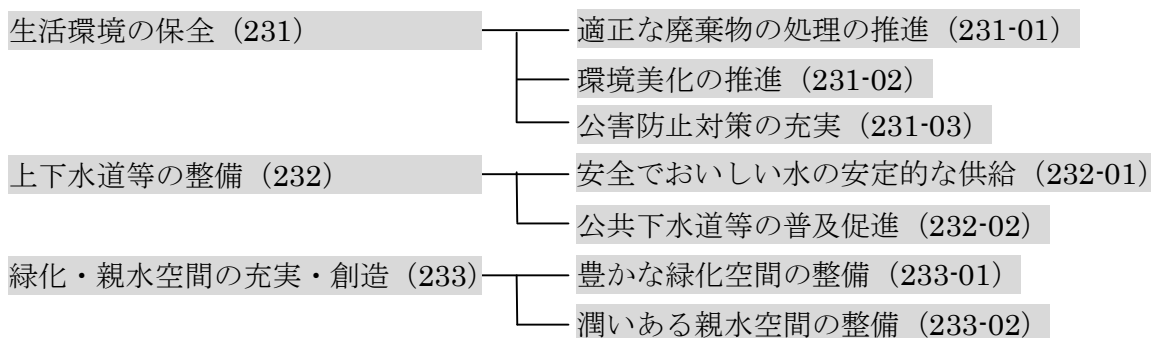 生活環境の保全（231） 適正な廃棄物の処理の推進（231-01）
環境美化の推進（231-02）
公害防止対策の充実（231-03）
上下水道等の整備（232） 安全でおいしい水の安定的な供給（232-01）
公共下水道等の普及促進（232-02）
緑化・親水空間の充実・創造（233） 豊かな緑化空間の整備（233-01）
潤いある親水空間の整備（233-02）